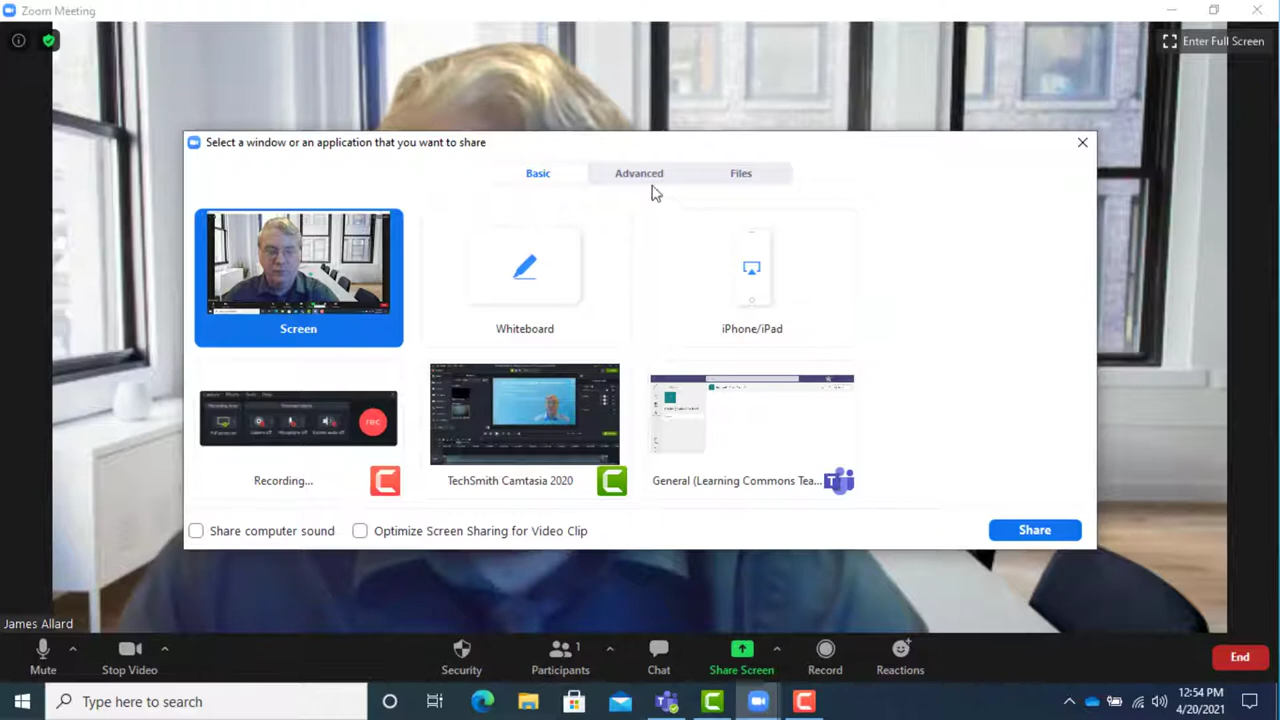 Zoom Meeting
Enter Full Screen
Select a window or an application that you want to share
Basic
Advanced
Files
Screen
Whiteboard
iPhone/iPad
rec
Recording...
TechSmith Camtasia 2020
General (Learning Commons Tea...
Share computer sound
Optimize Screen Sharing for Video Clip
Share
James Allard
Mute
Stop Video
Security
1
Participants
Chat
Share Screen
Record
Reactions
End
Type here to search
12:54 PM
4/20/2021